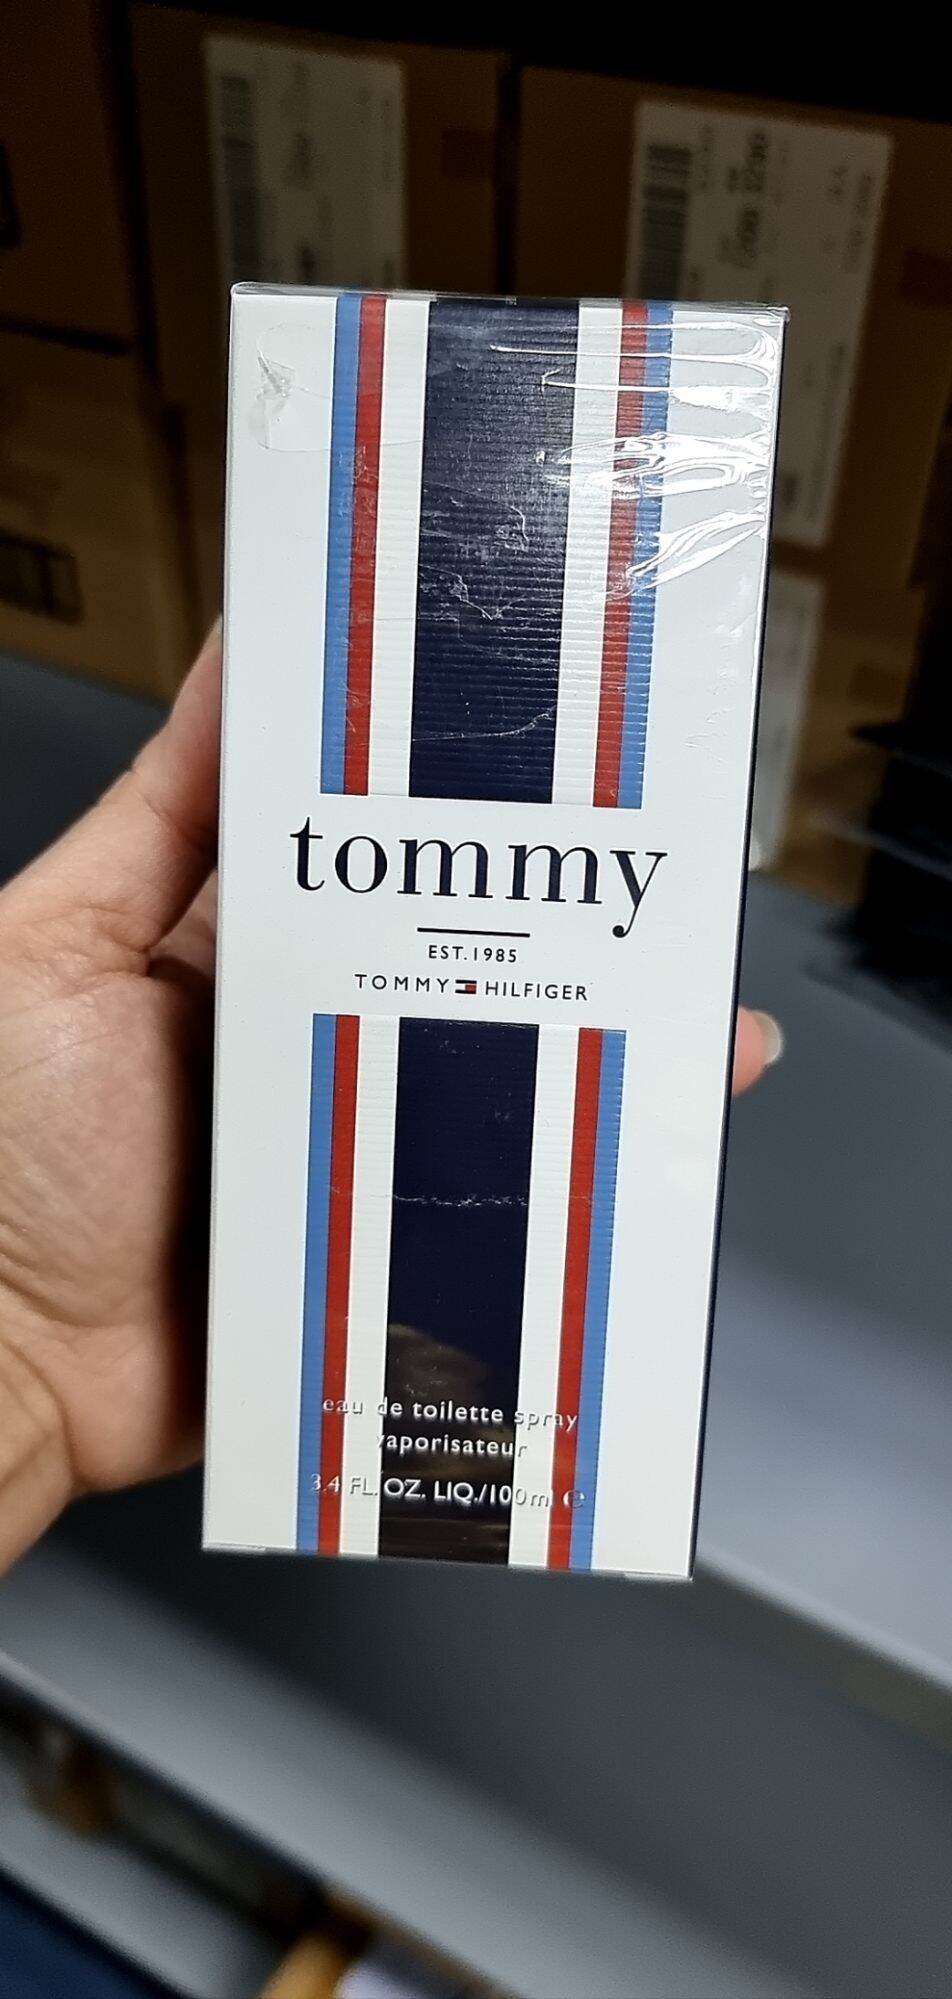 tommy
EST.1985
TOMMY HILFIGER
eau de toilette spray
vaporisateur
3.4 FL.OZ. LIQ./100ml e